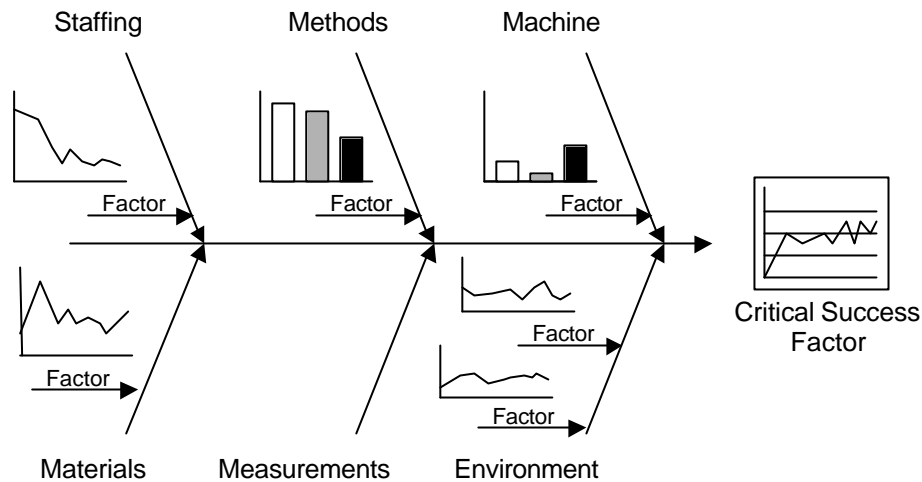 Staffing
Methods
Machine
Factor
Factor
Factor
Critical Success
Factor
Factor
Factor
Factor
Materials
Measurements
Environment